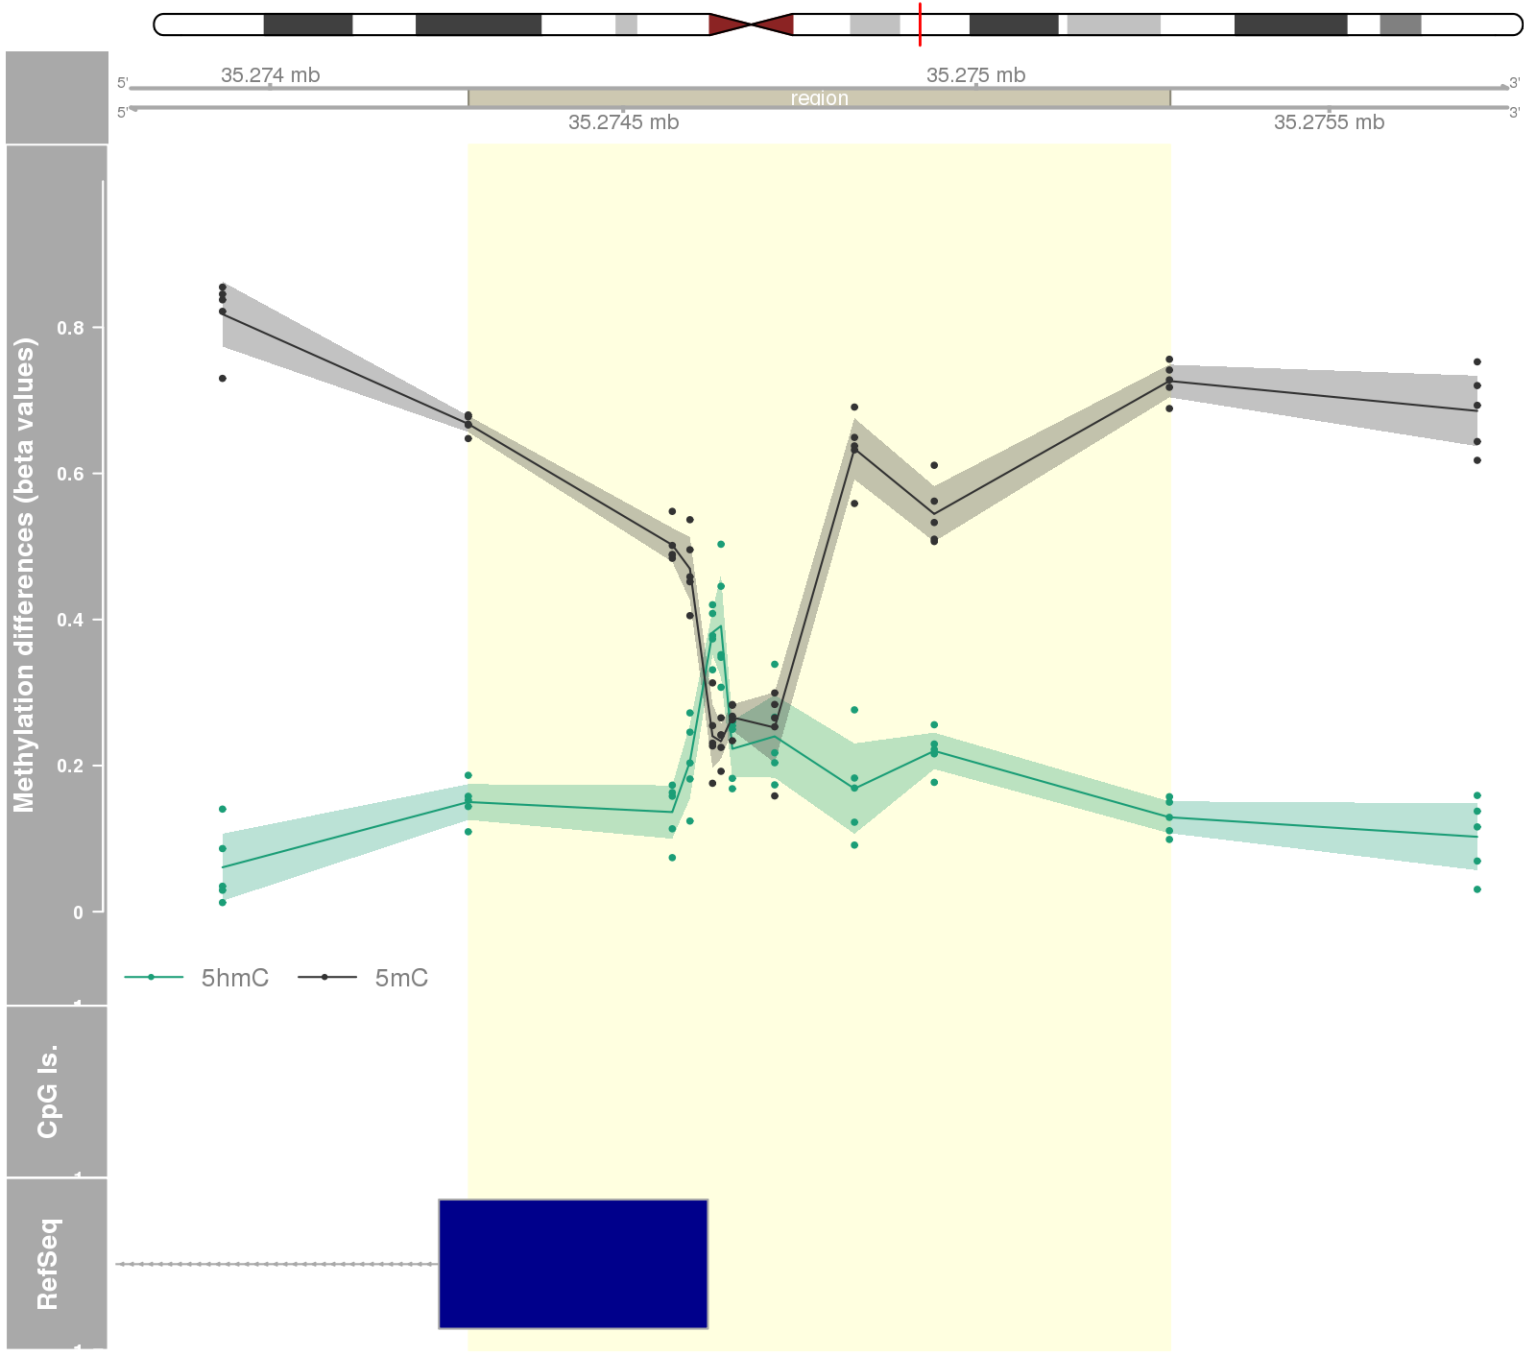 35.274 mb
35.275 mb
5'
3'
region
5'
3'
35.2745 mb
35.2755 mb
Methylation differences (beta values)
0.8
0.6
0.4
0.2
0
5hmC
5mC
CpG Is.
RefSeq